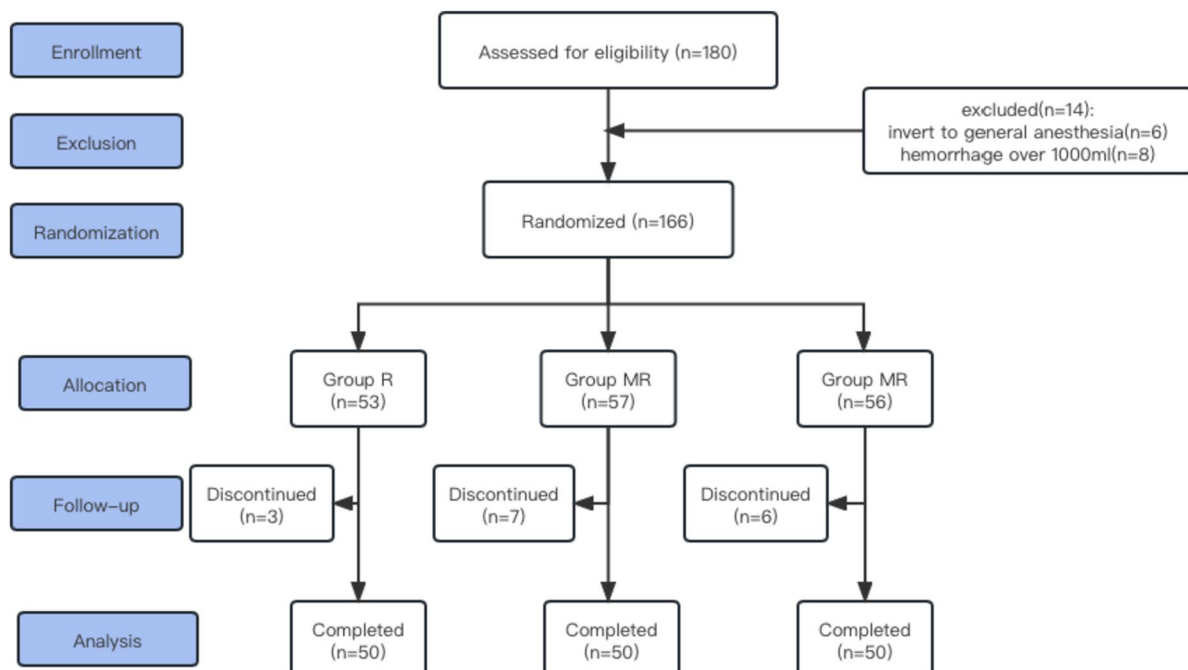 Enrollment
Assessed for eligibility (n=180)
Exclusion
excluded(n=14):
invert to general anesthesia(n=6)
hemorrhage over 1000ml(n=8)
Randomization
Randomized (n=166)
Allocation
Group R
(n=53)
Group MR
(n=57)
Group MR
(n=56)
Follow-up
Discontinued
(n=3)
Discontinued
(n=7)
Discontinued
(n=6)
Analysis
Completed
(n=50)
Completed
(n=50)
Completed
(n=50)